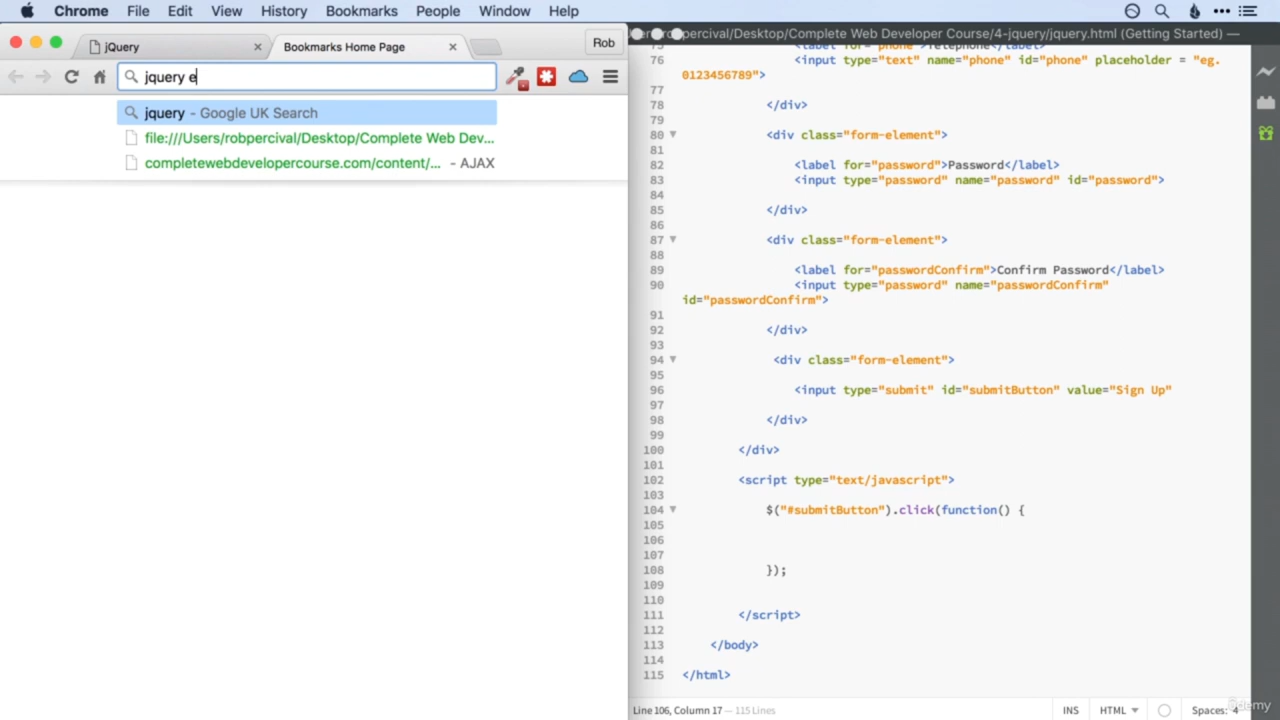 Chrome File Edit View History Bookmarks People Window Help
jQuery
Bookmarks Home Page
Rob
jquery e
jquery - Google UK Search
file:///Users/robpercival/Desktop/Complete Web Dev...
completewebdevelopercourse.com/content/... - AJAX
robpercival/Desktop/Complete Web Developer Course/4-jquery/jquery.html (Getting Started) —
75 <label for="phone">Telephone</label>
76 <input type="text" name="phone" id="phone" placeholder = "eg.
0123456789">
77
78 </div>
79
80 <div class="form-element">
81
82 <label for="password">Password</label>
83 <input type="password" name="password" id="password">
84
85 </div>
86
87 <div class="form-element">
88
89 <label for="passwordConfirm">Confirm Password</label>
90 <input type="password" name="passwordConfirm"
id="passwordConfirm">
91
92 </div>
93
94 <div class="form-element">
95
96 <input type="submit" id="submitButton" value="Sign Up"
97
98 </div>
99
100 </div>
101
102 <script type="text/javascript">
103
104 $("#submitButton").click(function() {
105
106
107
108 });
109
110
111 </script>
112
113 </body>
114
115 </html>
Line 106, Column 17 — 115 Lines
INS HTML Spaces: 4
ûdemy